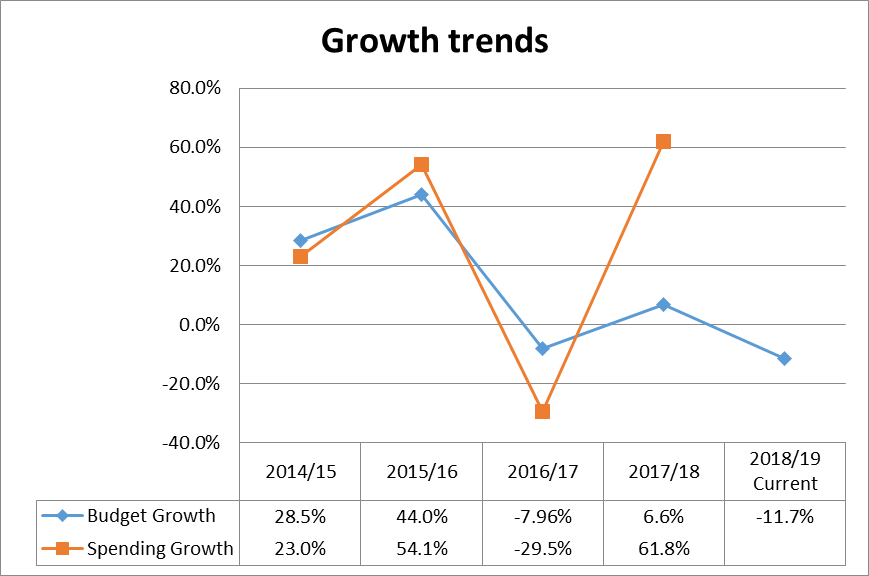 Growth trends
80.0%
60.0%
40.0%
20.0%
0.0%
-20.0%
-40.0%
2014/15 2015/16 2016/17 2017/18 2018/19 Current
Budget Growth 28.5% 44.0% -7.96% 6.6% -11.7%
Spending Growth 23.0% 54.1% -29.5% 61.8%